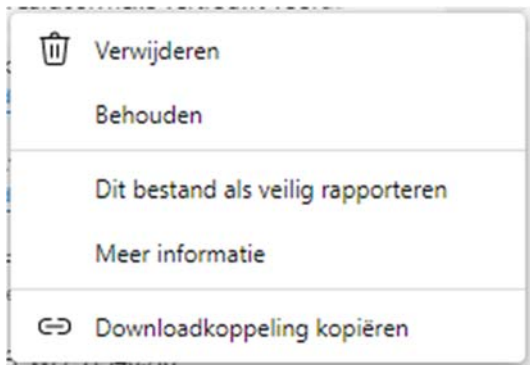 Verwijderen
Behouden
Dit bestand als veilig rapporteren
Meer informatie
Downloadkoppeling kopiëren